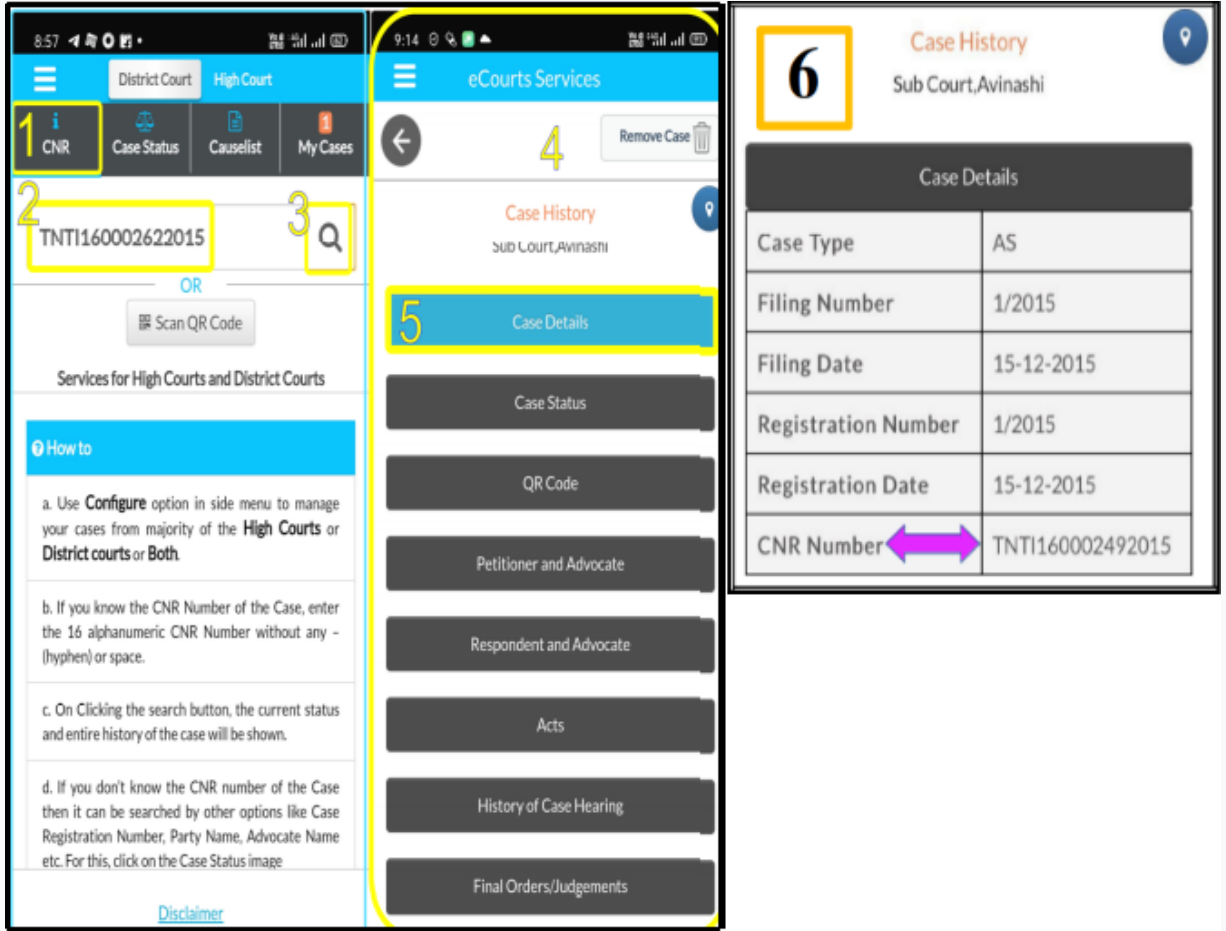 8:57
District Court High Court
1
CNR
Case Status
Causelist
1
My Cases
2
TNTI160002622015
3
OR
Scan QR Code
Services for High Courts and District Courts
How to
a. Use Configure option in side menu to manage
your cases from majority of the High Courts or
District courts or Both.
b. If you know the CNR Number of the Case, enter
the 16 alphanumeric CNR Number without any –
(hyphen) or space.
c. On Clicking the search button, the current status
and entire history of the case will be shown.
d. If you don't know the CNR number of the Case
then it can be searched by other options like Case
Registration Number, Party Name, Advocate Name
etc. For this, click on the Case Status image
Disclaimer
9:14
eCourts Services
4
Remove Case
Case History
Sub Court,Avinashi
5
Case Details
Case Status
QR Code
Petitioner and Advocate
Respondent and Advocate
Acts
History of Case Hearing
Final Orders/Judgements
6
Case History
Sub Court,Avinashi
Case Details
Case Type AS
Filing Number 1/2015
Filing Date 15-12-2015
Registration Number 1/2015
Registration Date 15-12-2015
CNR Number TNTI160002492015